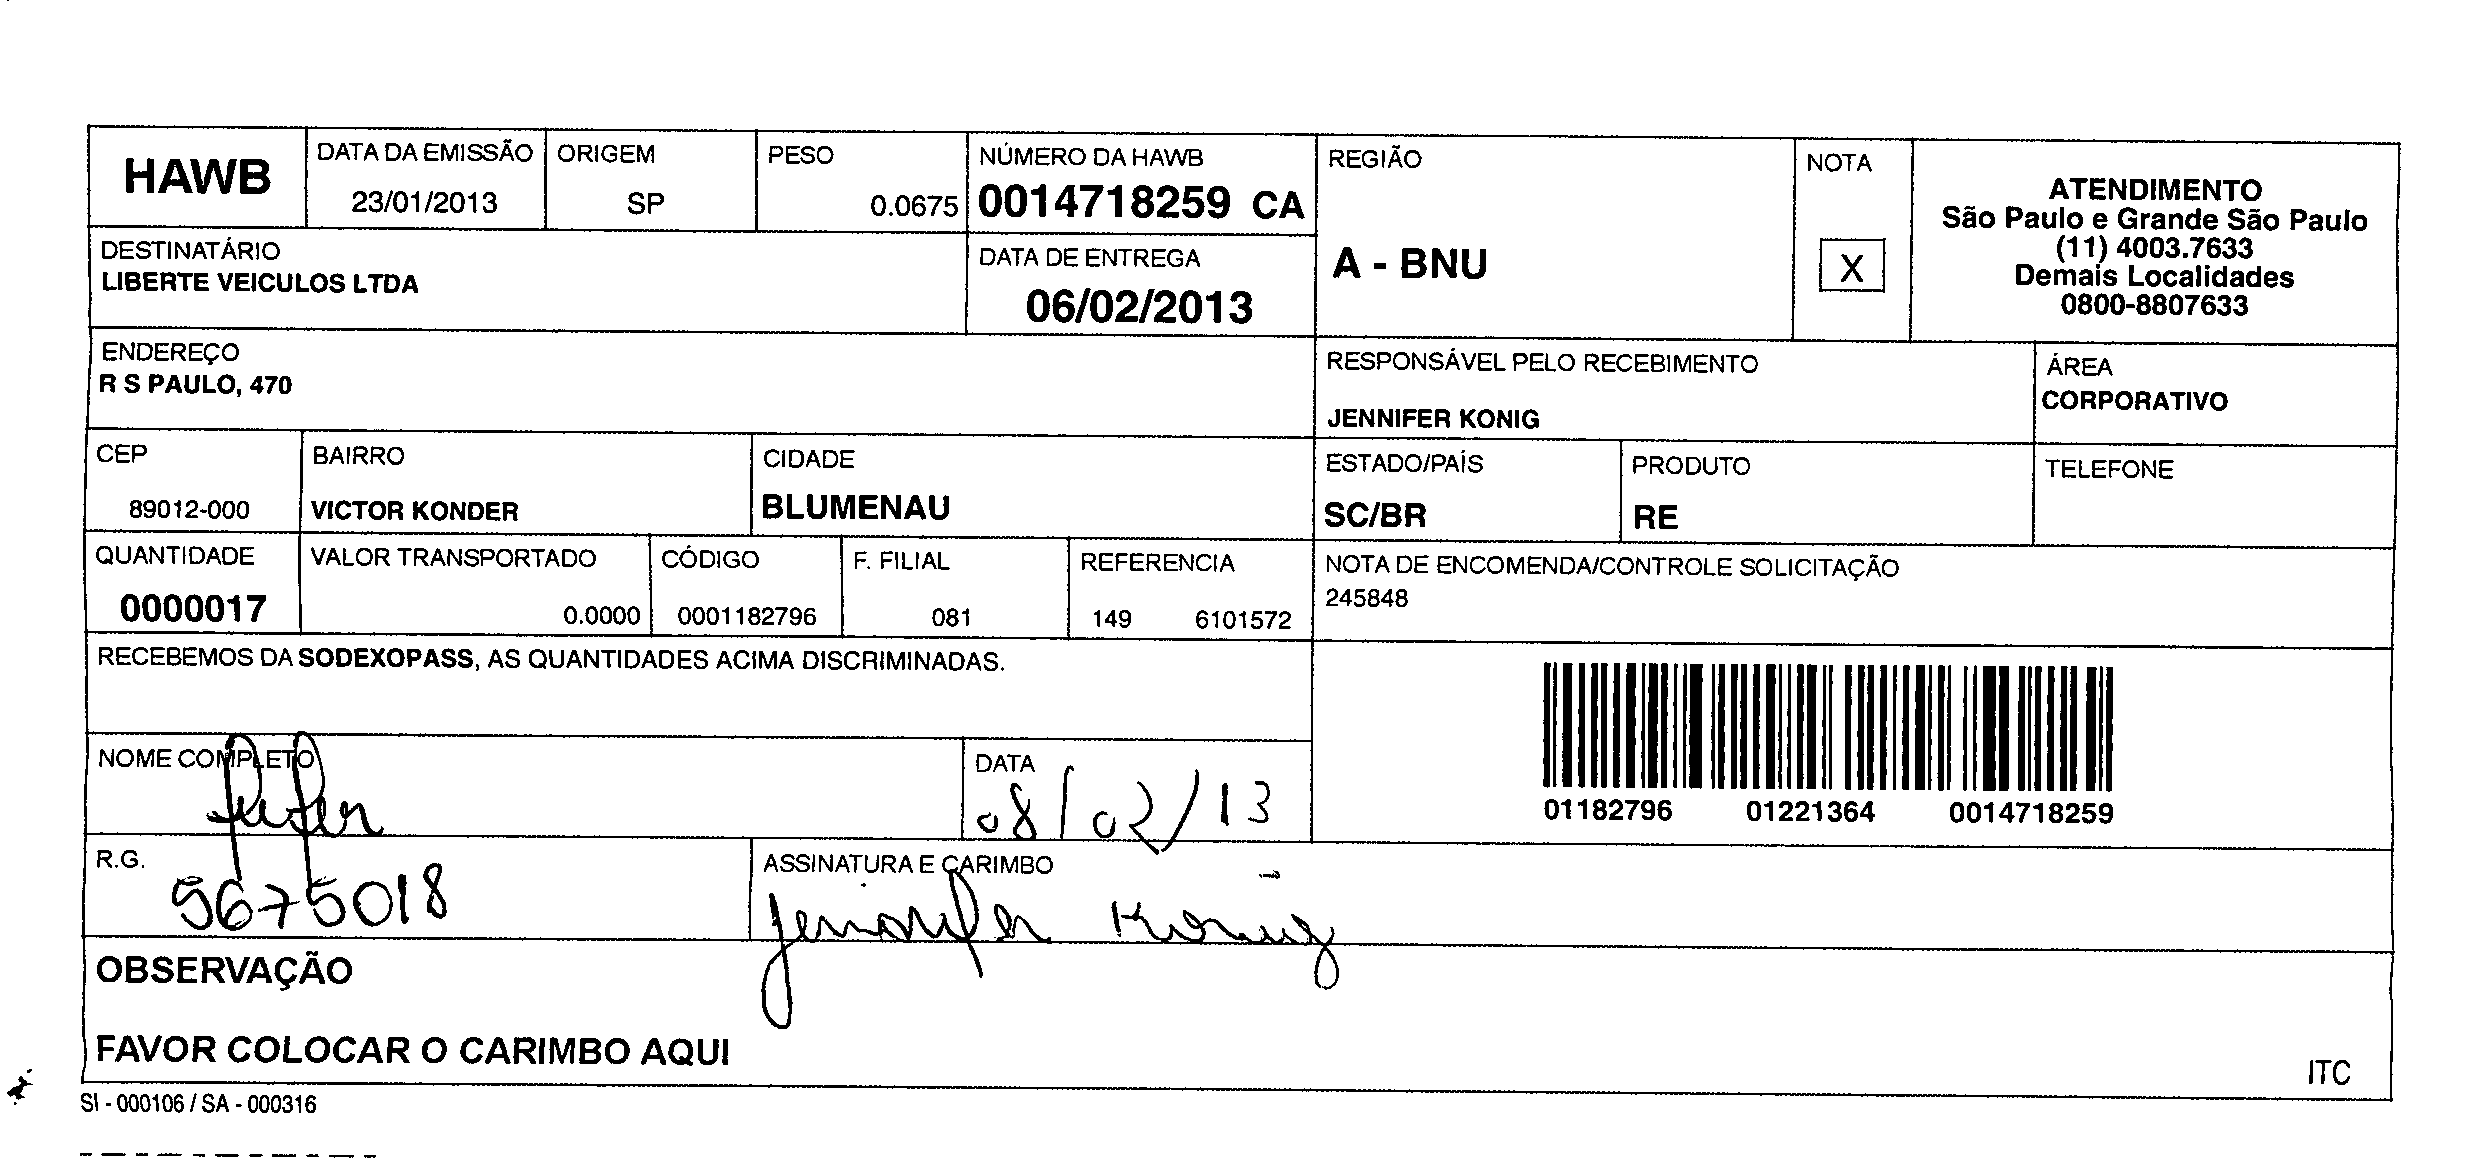 HAWB
DATA DA EMISSÃO
23/01/2013
ORIGEM
SP
PESO
0.0675
NÚMERO DA HAWB
0014718259 CA
REGIÃO
A - BNU
NOTA
X
ATENDIMENTO
São Paulo e Grande São Paulo
(11) 4003.7633
Demais Localidades
0800-8807633
DESTINATÁRIO
LIBERTE VEICULOS LTDA
DATA DE ENTREGA
06/02/2013
ENDEREÇO
R S PAULO, 470
RESPONSÁVEL PELO RECEBIMENTO
JENNIFER KONIG
ÁREA
CORPORATIVO
CEP
89012-000
BAIRRO
VICTOR KONDER
CIDADE
BLUMENAU
ESTADO/PAÍS
SC/BR
PRODUTO
RE
TELEFONE
QUANTIDADE
0000017
VALOR TRANSPORTADO
0.0000
CÓDIGO
0001182796
F. FILIAL
081
REFERENCIA
149 6101572
NOTA DE ENCOMENDA/CONTROLE SOLICITAÇÃO
245848
RECEBEMOS DA SODEXOPASS, AS QUANTIDADES ACIMA DISCRIMINADAS.
01182796 01221364 0014718259
NOME COMPLETO
DATA
08/02/13
R.G.
5675018
ASSINATURA E CARIMBO
Jennifer König
OBSERVAÇÃO
FAVOR COLOCAR O CARIMBO AQUI
ITC
SI - 000106 / SA - 000316